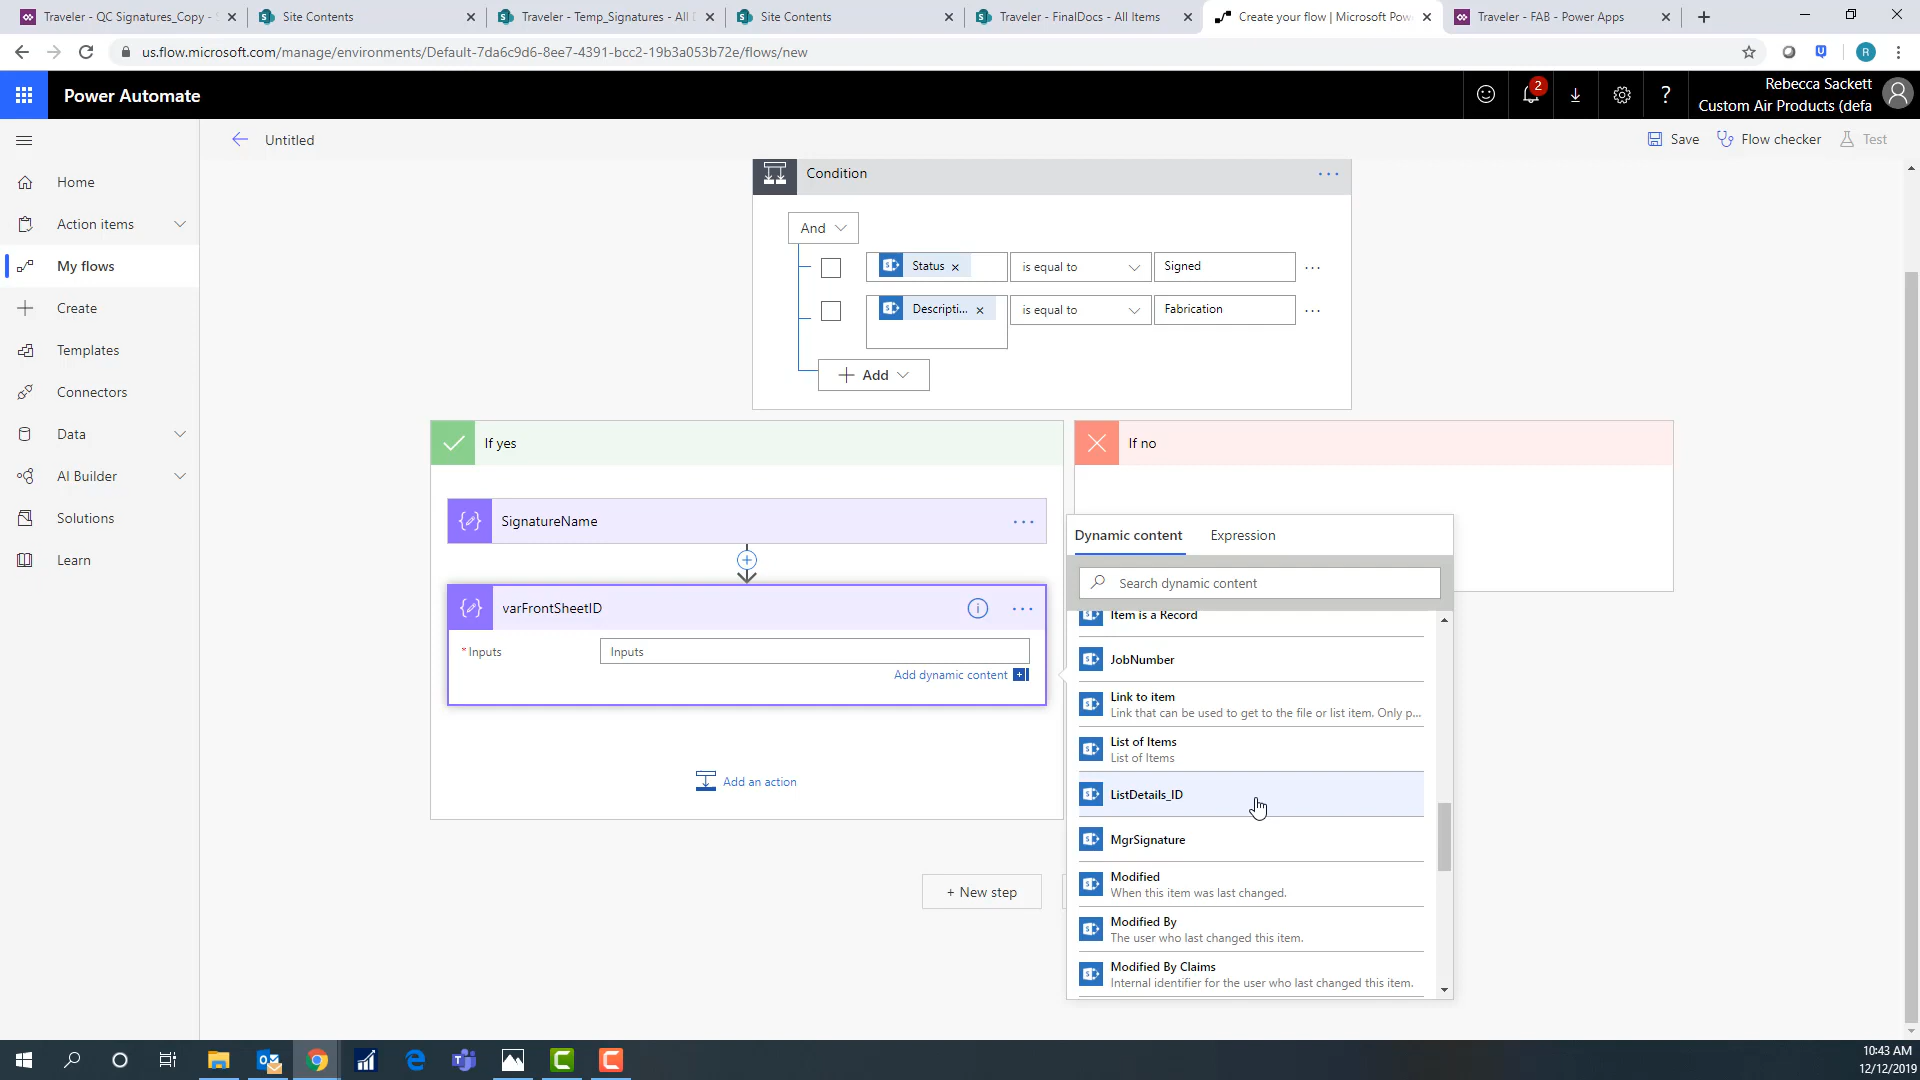 Traveler - QC Signatures_Copy -
Site Contents
Traveler - Temp_Signatures - All I
Site Contents
Traveler - FinalDocs - All Items
Create your flow | Microsoft Pow
Traveler - FAB - Power Apps
us.flow.microsoft.com/manage/environments/Default-7da6c9d6-8ee7-4391-bcc2-19b3a053b72e/flows/new
R
Power Automate
2
?
Rebecca Sackett
Custom Air Products (defa
Untitled
Save
Flow checker
Test
Home
Action items
My flows
Create
Templates
Connectors
Data
AI Builder
Solutions
Learn
Condition
And
Status
is equal to
Signed
Descripti...
is equal to
Fabrication
Add
If yes
If no
SignatureName
varFrontSheetID
* Inputs
Inputs
Add dynamic content
Add an action
+ New step
Dynamic content
Expression
Search dynamic content
Item is a Record
JobNumber
Link to item
Link that can be used to get to the file or list item. Only p...
List of Items
List of Items
ListDetails_ID
MgrSignature
Modified
When this item was last changed.
Modified By
The user who last changed this item.
Modified By Claims
Internal identifier for the user who last changed this item.
10:43 AM
12/12/2019